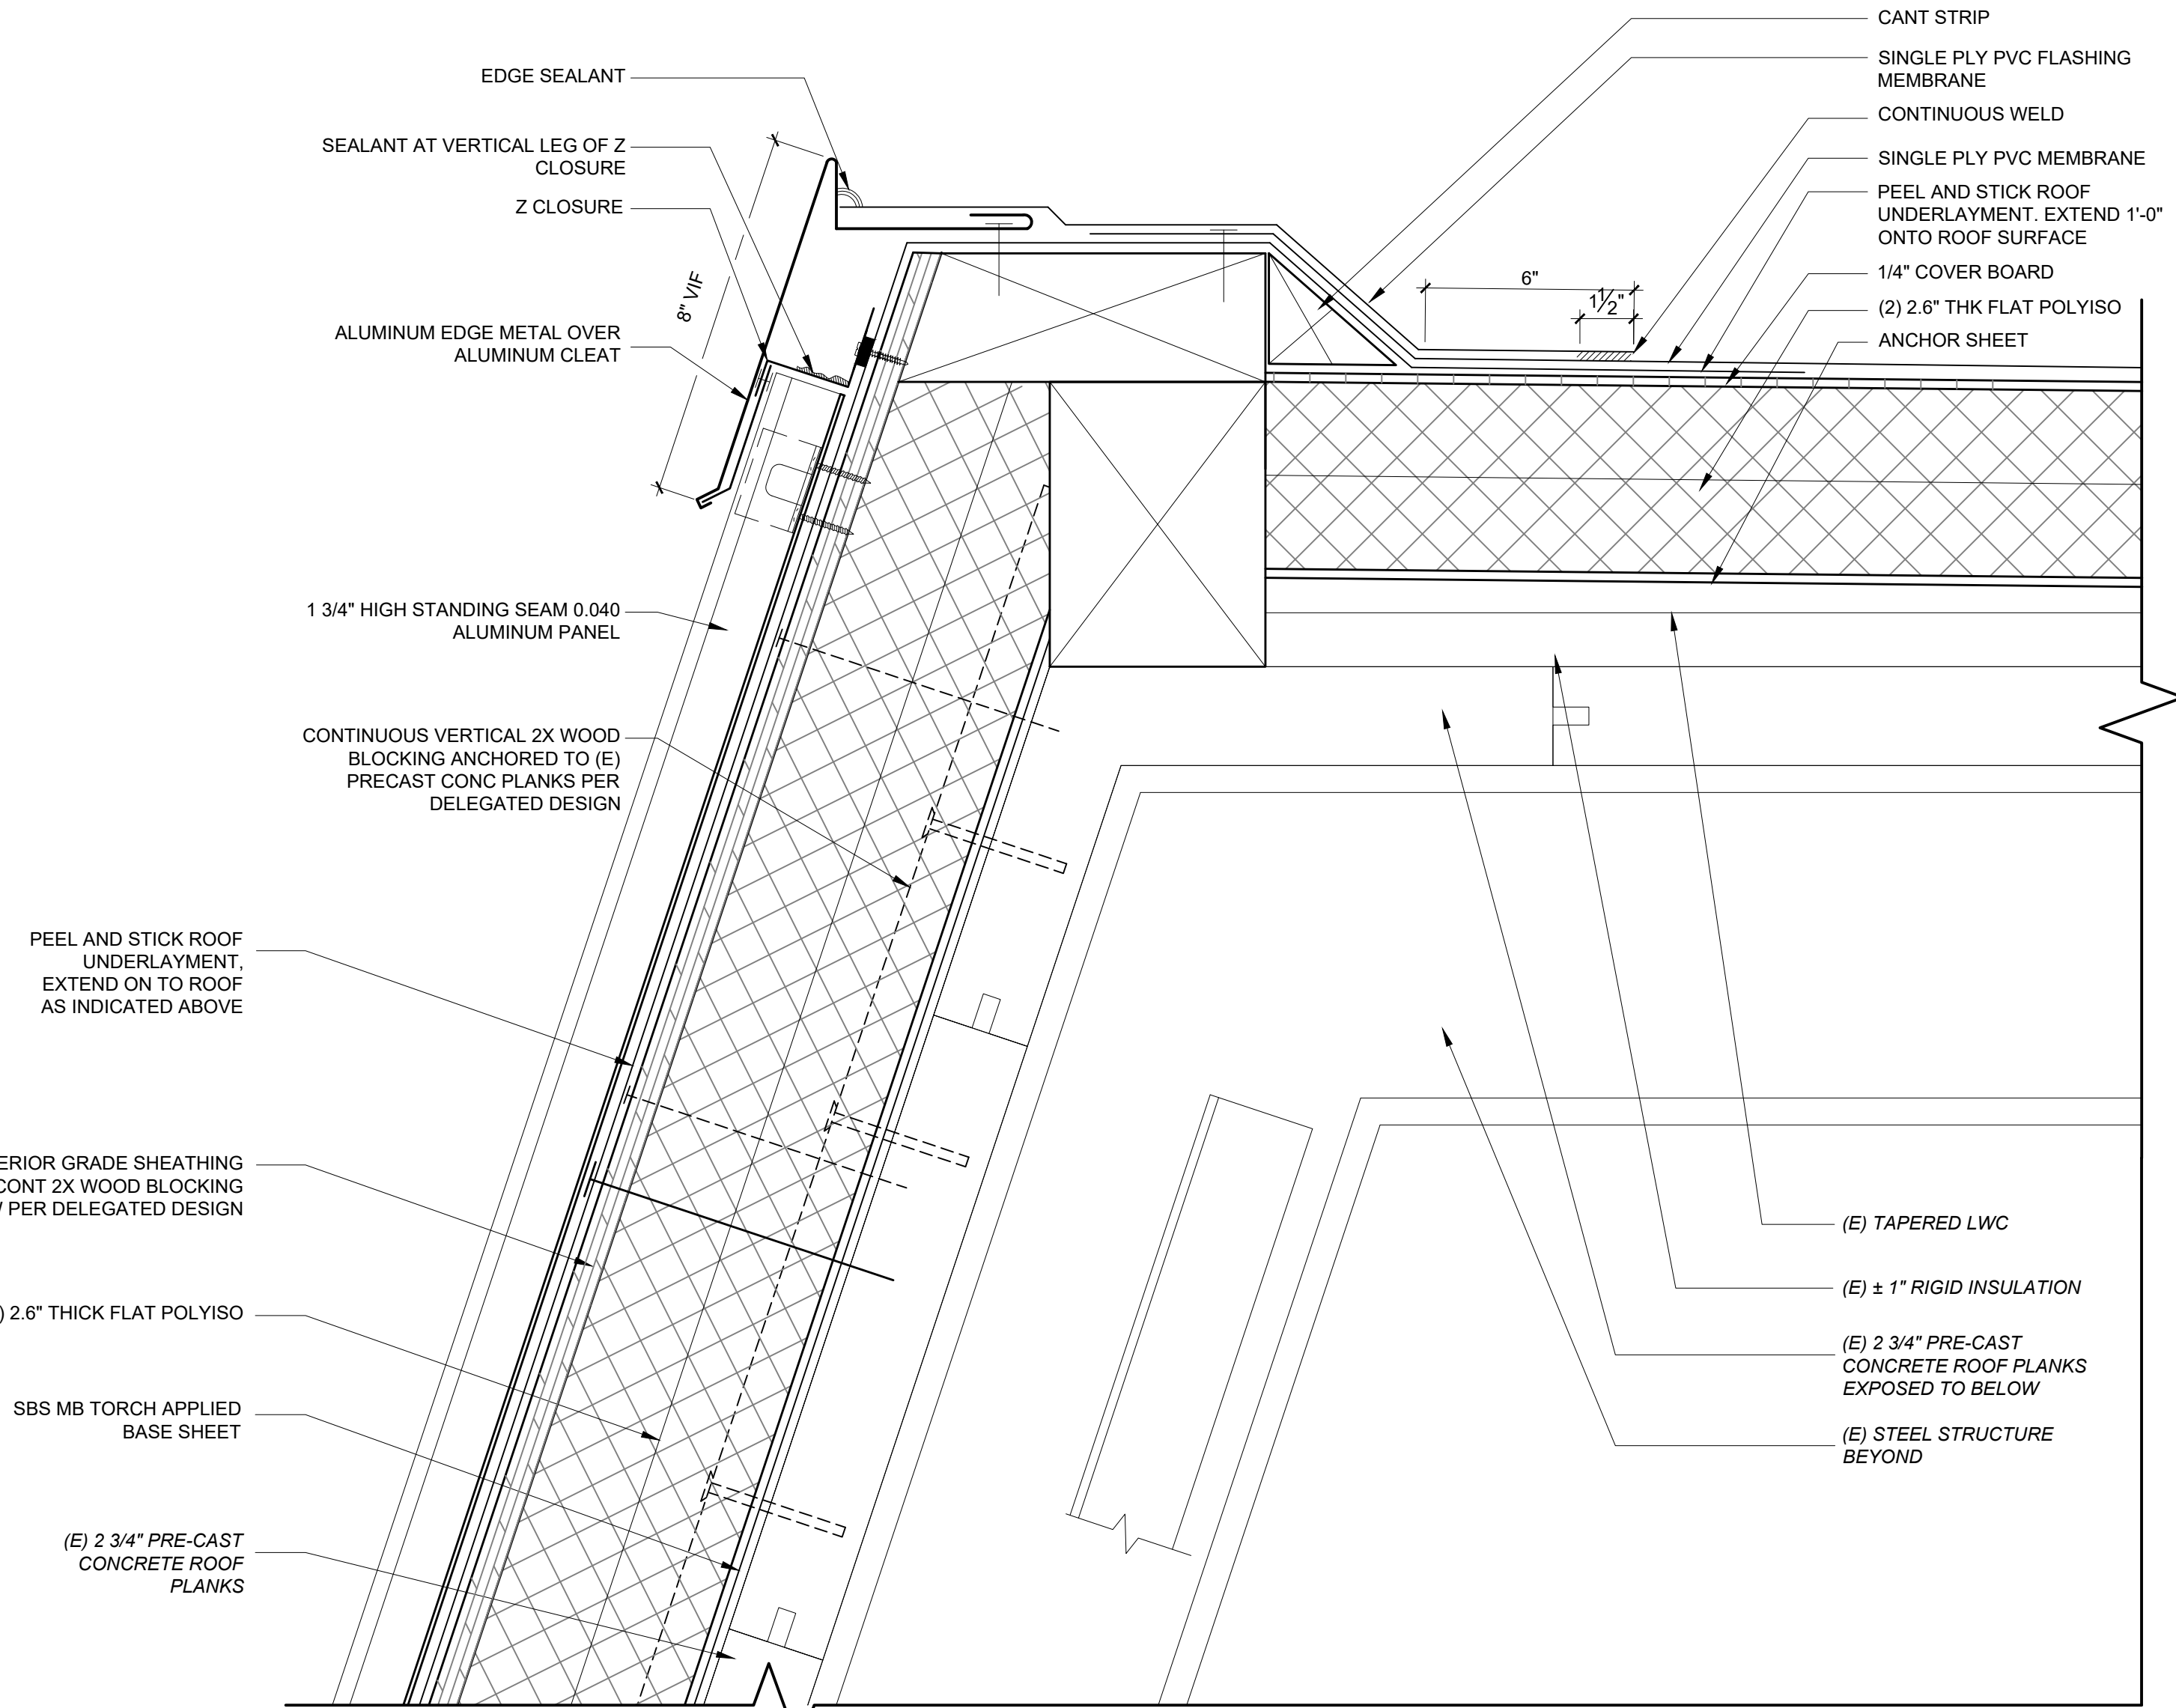 CANT STRIP
SINGLE PLY PVC FLASHING
MEMBRANE
CONTINUOUS WELD
SINGLE PLY PVC MEMBRANE
PEEL AND STICK ROOF
UNDERLAYMENT. EXTEND 1'-0"
ONTO ROOF SURFACE
1/4" COVER BOARD
(2) 2.6" THK FLAT POLYISO
ANCHOR SHEET
6"
1 1/2"
EDGE SEALANT
SEALANT AT VERTICAL LEG OF Z
CLOSURE
Z CLOSURE
8" VIF
ALUMINUM EDGE METAL OVER
ALUMINUM CLEAT
1 3/4" HIGH STANDING SEAM 0.040
ALUMINUM PANEL
CONTINUOUS VERTICAL 2X WOOD
BLOCKING ANCHORED TO (E)
PRECAST CONC PLANKS PER
DELEGATED DESIGN
PEEL AND STICK ROOF
UNDERLAYMENT,
EXTEND ON TO ROOF
AS INDICATED ABOVE
GRADE SHEATHING
CONT 2X WOOD BLOCKING
PER DELEGATED DESIGN
2.6" THICK FLAT POLYISO
SBS MB TORCH APPLIED
BASE SHEET
(E) 2 3/4" PRE-CAST
CONCRETE ROOF
PLANKS
(E) TAPERED LWC
(E) ± 1" RIGID INSULATION
(E) 2 3/4" PRE-CAST
CONCRETE ROOF PLANKS
EXPOSED TO BELOW
(E) STEEL STRUCTURE
BEYOND